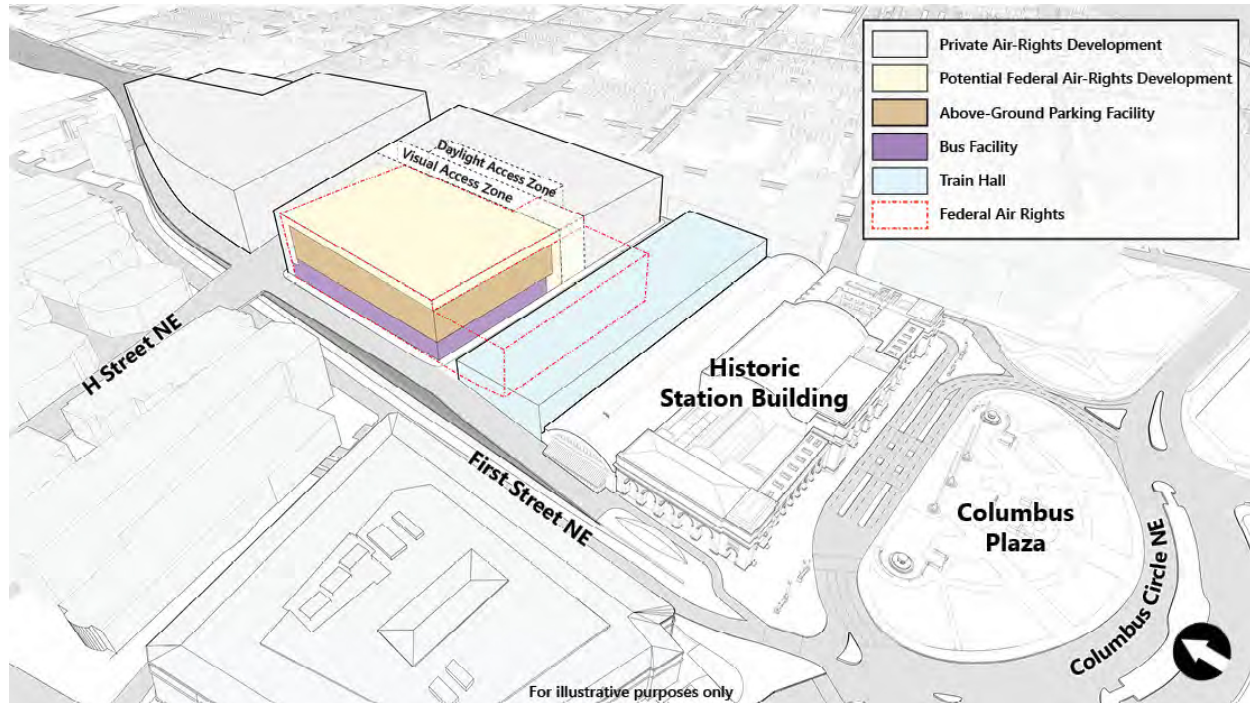 Private Air-Rights Development
Potential Federal Air-Rights Development
Above-Ground Parking Facility
Bus Facility
Train Hall
Federal Air Rights
Daylight Access Zone
Visual Access Zone
H Street NE
Historic
Station Building
First Street NE
Columbus
Plaza
Columbus Circle NE
For illustrative purposes only